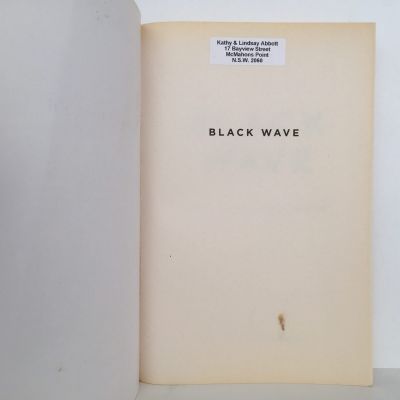 Kathy & Lindsay Abbott
17 Bayview Street
McMahons Point
N.S.W. 2060
BLACK WAVE